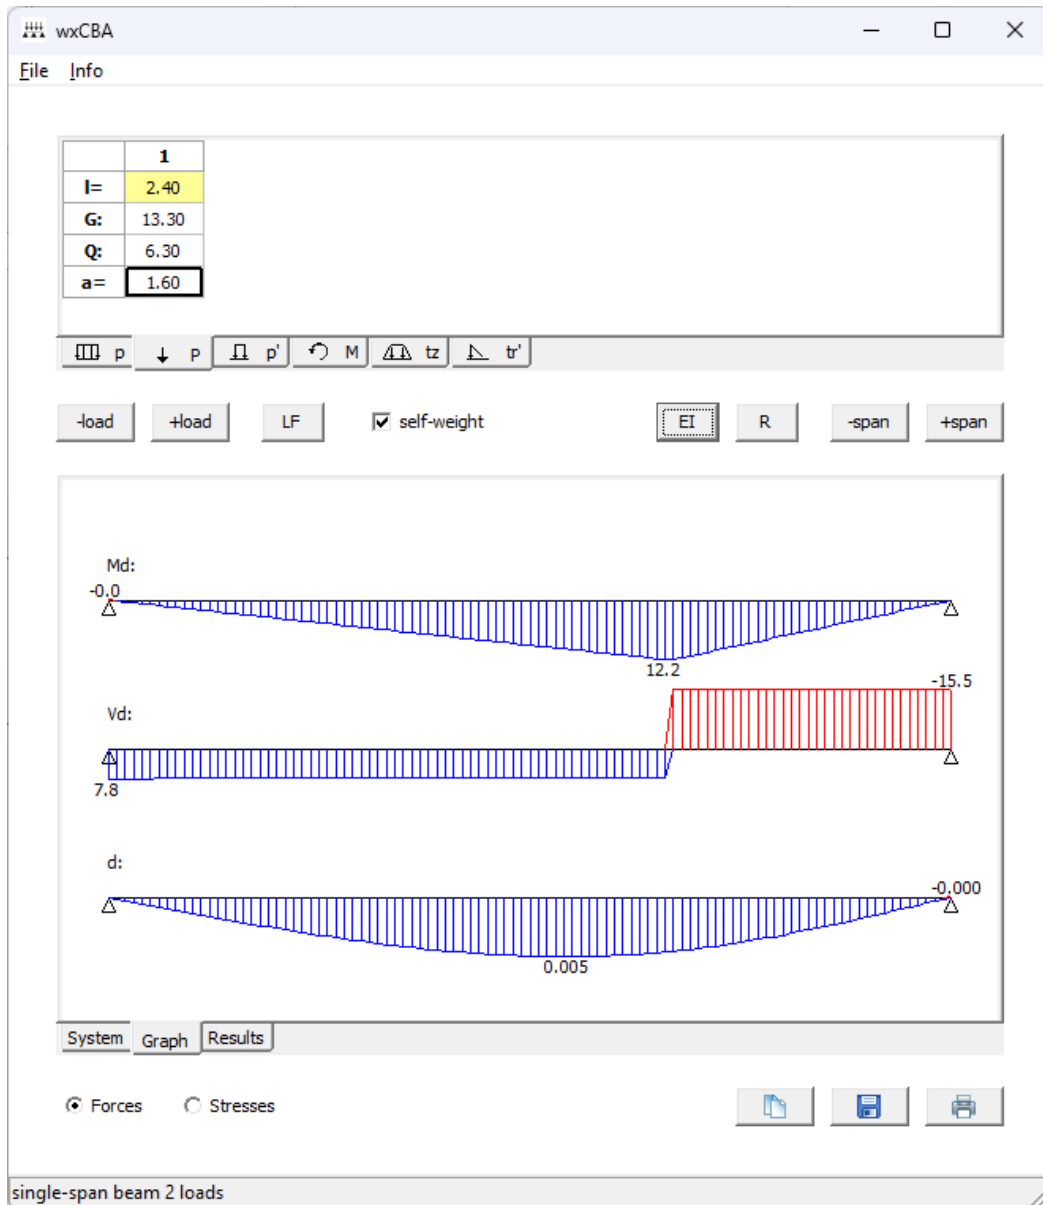 wxCBA
File Info
1
l= 2.40
G: 13.30
Q: 6.30
a= 1.60
p P p' M tz tr'
-load +load LF self-weight EI R -span +span
Md:
-0.0
12.2
-15.5
Vd:
7.8
d:
-0.000
0.005
System Graph Results
Forces Stresses
single-span beam 2 loads